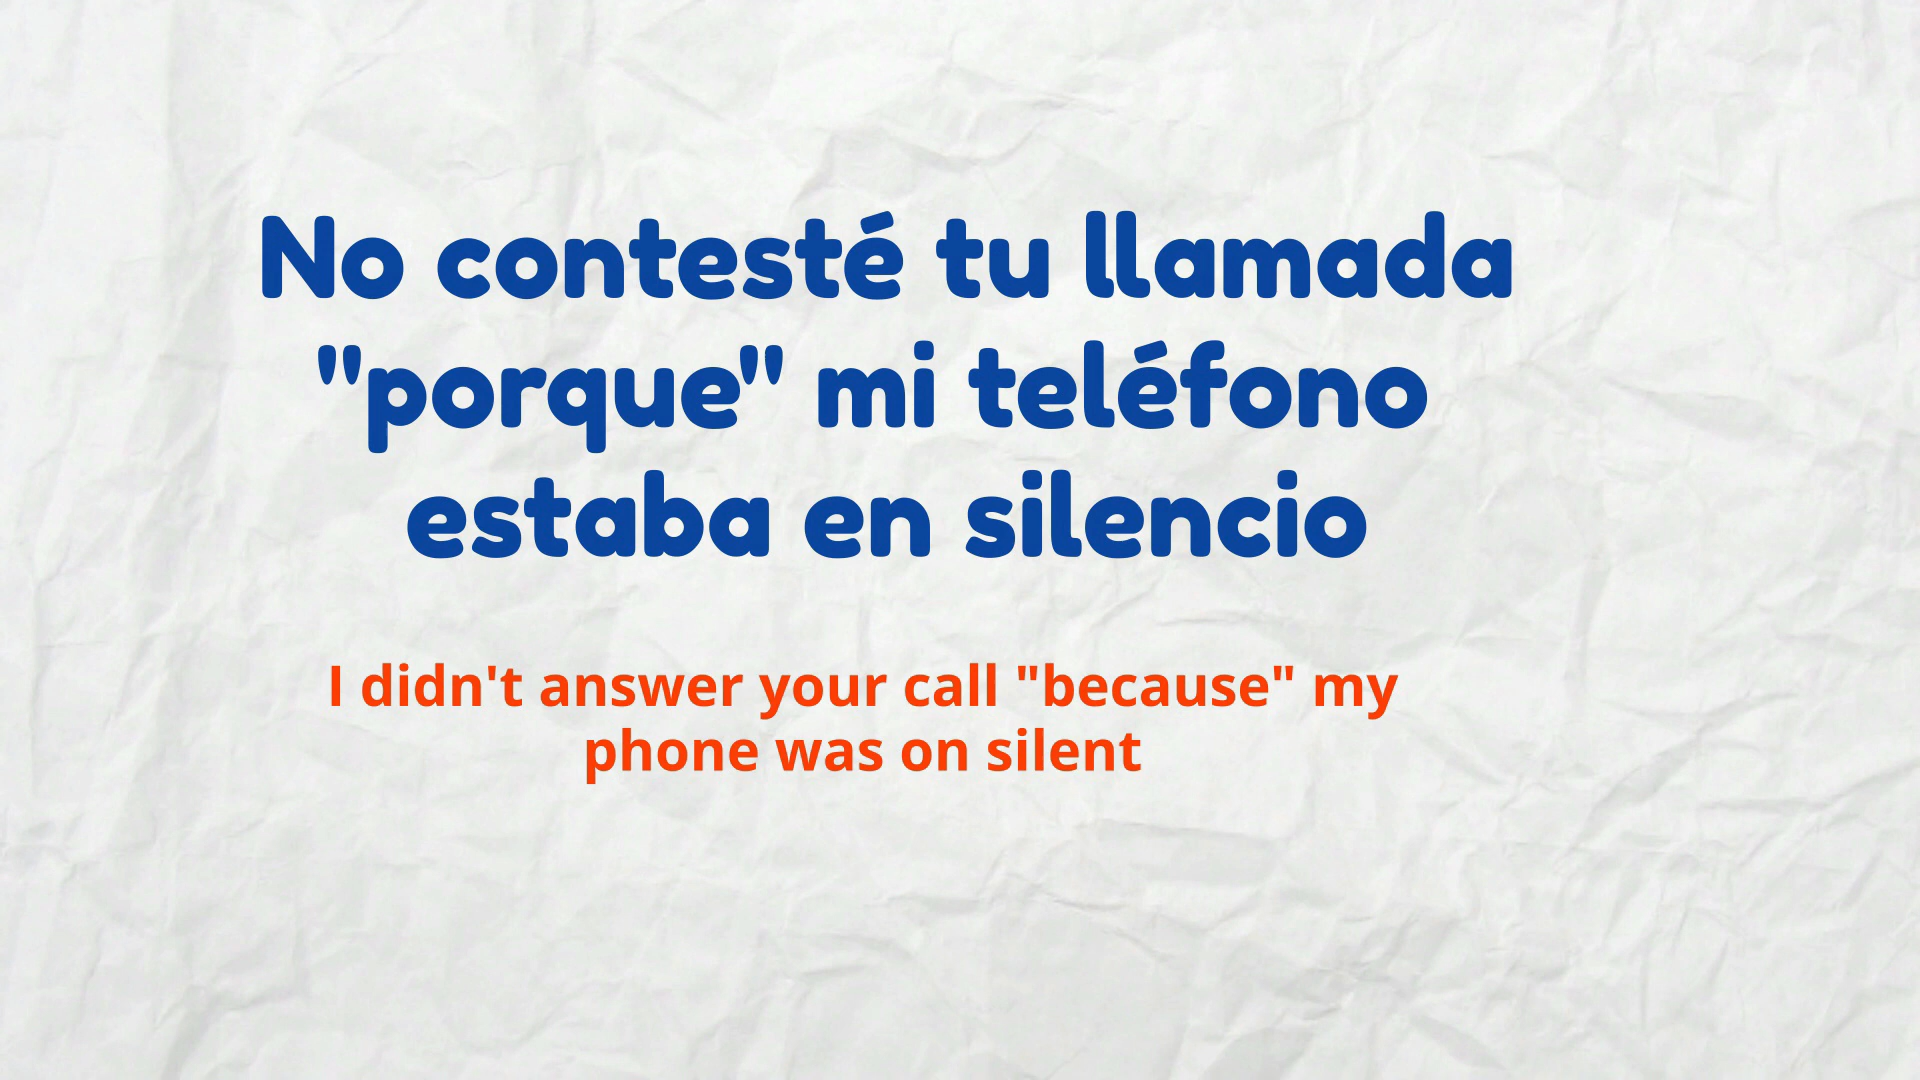 No contesté tu llamada
"porque" mi teléfono
estaba en silencio
I didn't answer your call "because" my
phone was on silent